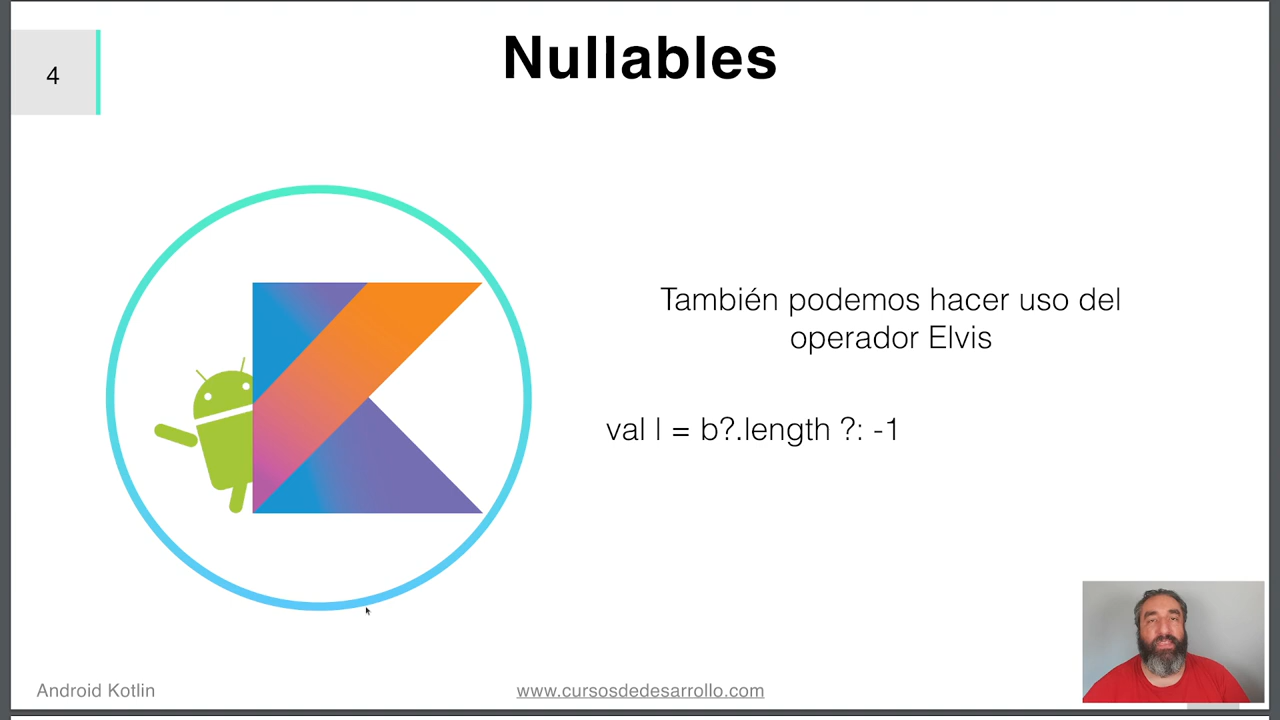 4
Nullables
También podemos hacer uso del
operador Elvis
val l = b?.length ?: -1
Android Kotlin
www.cursosdedesarrollo.com